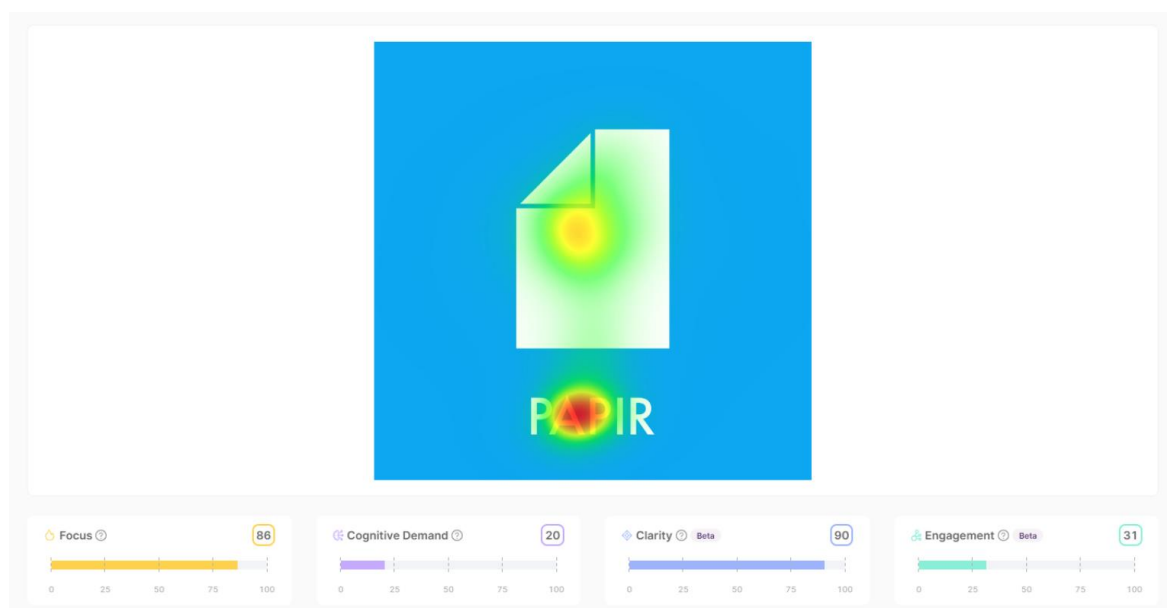 PAPIR
Focus ? 86
0 25 50 75 100
Cognitive Demand ? 20
0 25 50 75 100
Clarity ? Beta 90
0 25 50 75 100
Engagement ? Beta 31
0 25 50 75 100